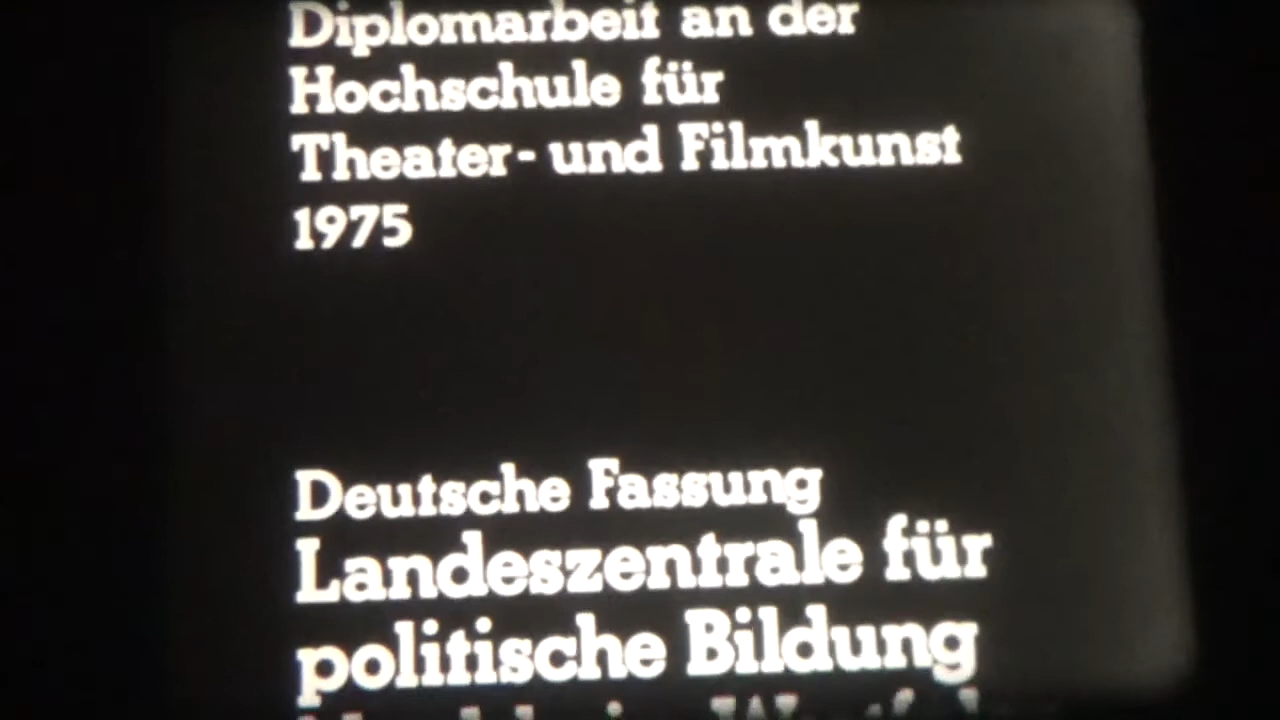 Diplomarbeit an der
Hochschule für
Theater- und Filmkunst
1975
Deutsche Fassung
Landeszentrale für
politische Bildung